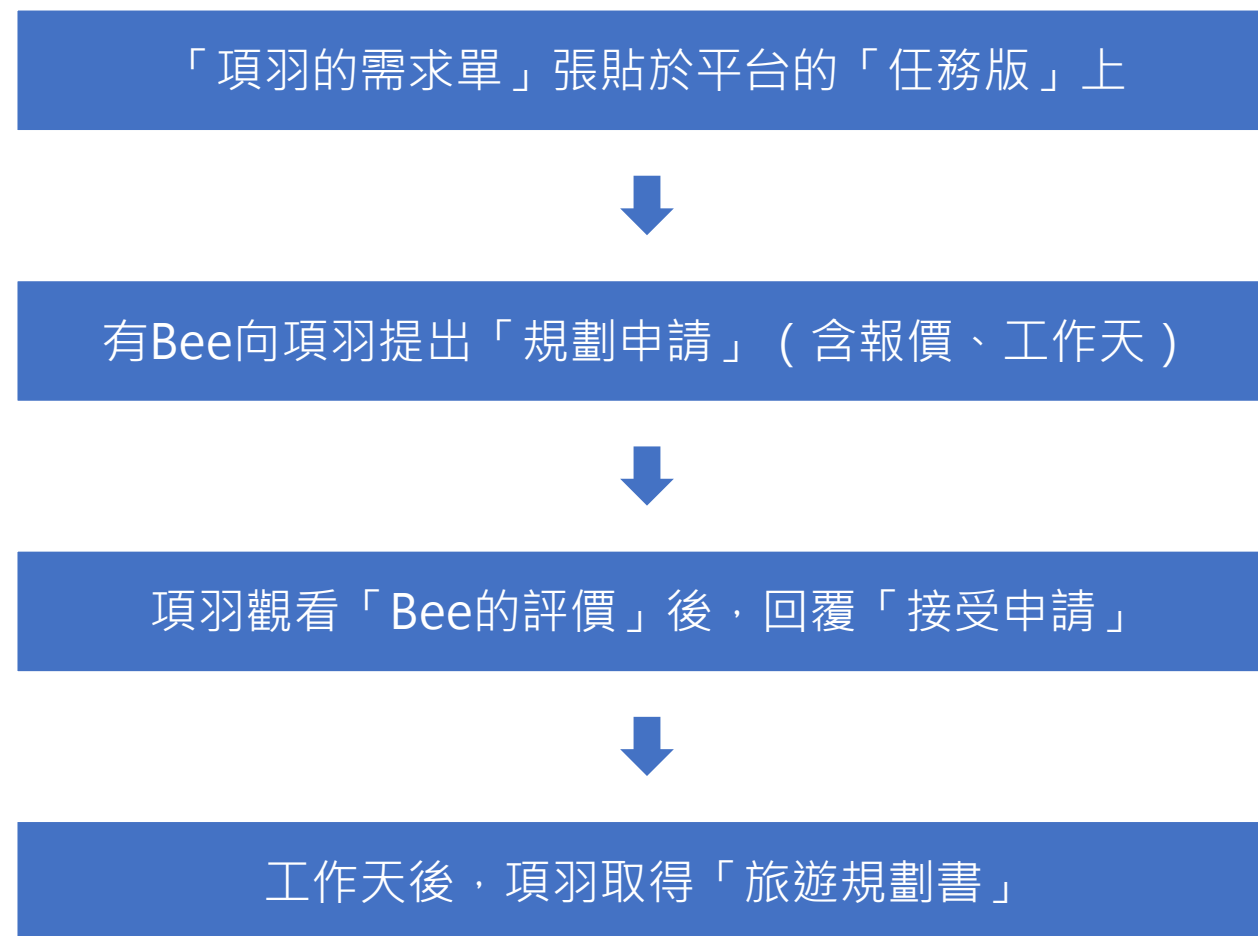 「項羽的需求單」張貼於平台的「任務版」上
有Bee向項羽提出「規劃申請」（含報價、工作天）
項羽觀看「Bee的評價」後，回覆「接受申請」
工作天後，項羽取得「旅遊規劃書」